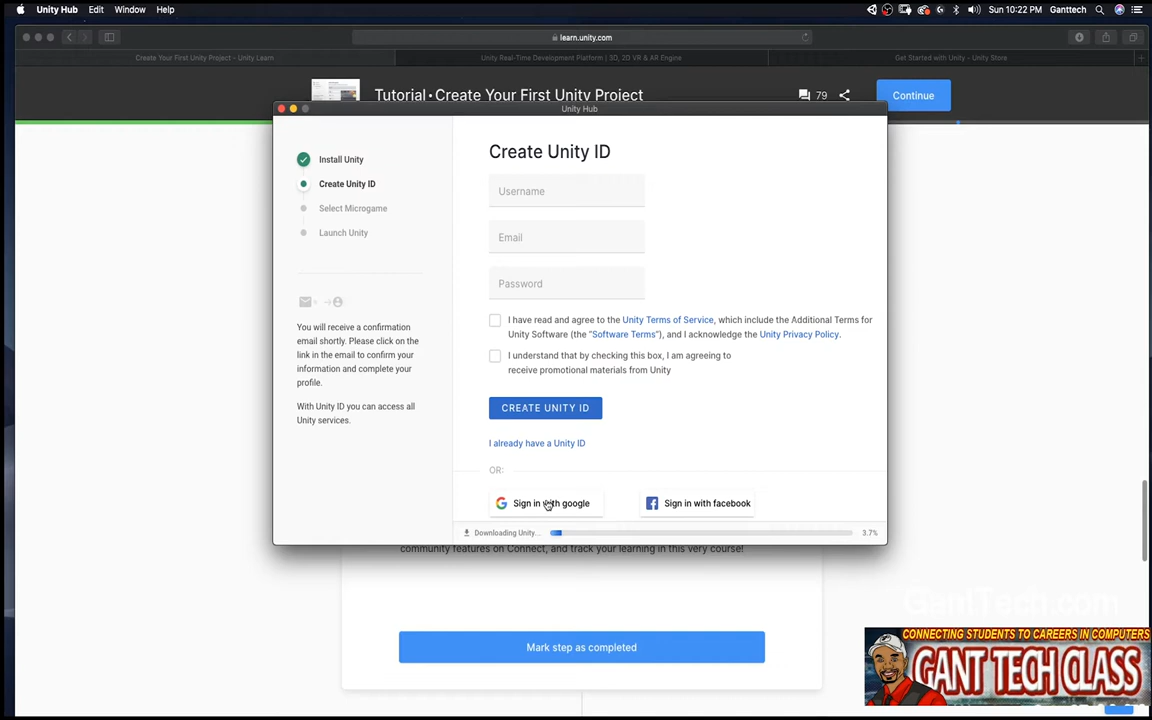 Unity Hub Edit Window Help
Sun 10:22 PM Ganttech
learn.unity.com
Create Your First Unity Project - Unity Learn
Unity Real-Time Development Platform | 3D, 2D VR & AR Engine
Get Started with Unity - Unity Store
Tutorial • Create Your First Unity Project
79
Continue
Unity Hub
Install Unity
Create Unity ID
Select Microgame
Launch Unity
You will receive a confirmation
email shortly. Please click on the
link in the email to confirm your
information and complete your
profile.
With Unity ID you can access all
Unity services.
Create Unity ID
Username
Email
Password
I have read and agree to the Unity Terms of Service, which include the Additional Terms for
Unity Software (the "Software Terms"), and I acknowledge the Unity Privacy Policy.
I understand that by checking this box, I am agreeing to
receive promotional materials from Unity
CREATE UNITY ID
I already have a Unity ID
OR:
Sign in with google
Sign in with facebook
Downloading Unity...
3.7%
community features on Connect, and track your learning in this very course!
Mark step as completed
GantTech.com
CONNECTING STUDENTS TO CAREERS IN COMPUTERS
GANT TECH CLASS